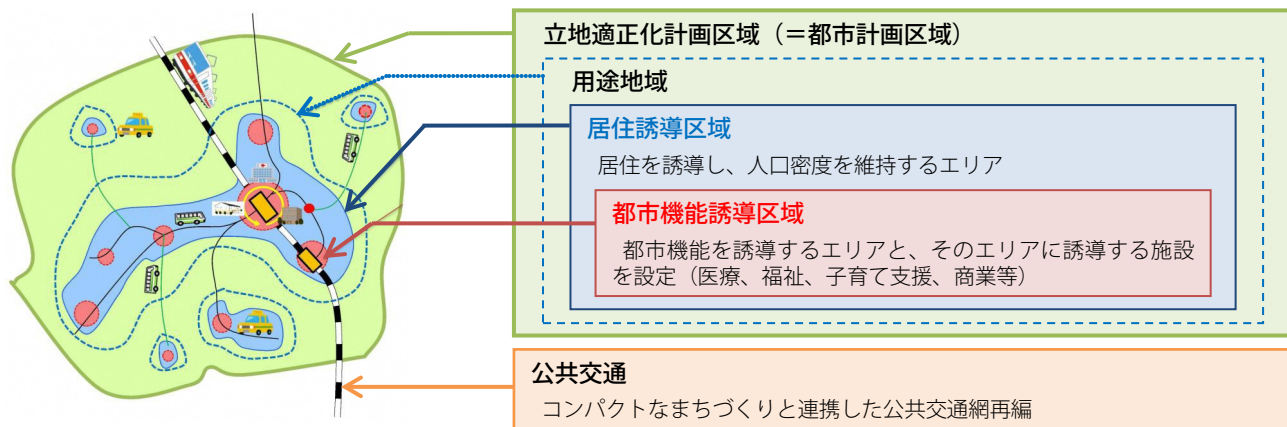 立地適正化計画区域（＝都市計画区域）
用途地域
居住誘導区域
居住を誘導し、人口密度を維持するエリア
都市機能誘導区域
都市機能を誘導するエリアと、そのエリアに誘導する施設
を設定（医療、福祉、子育て支援、商業等）
公共交通
コンパクトなまちづくりと連携した公共交通網再編